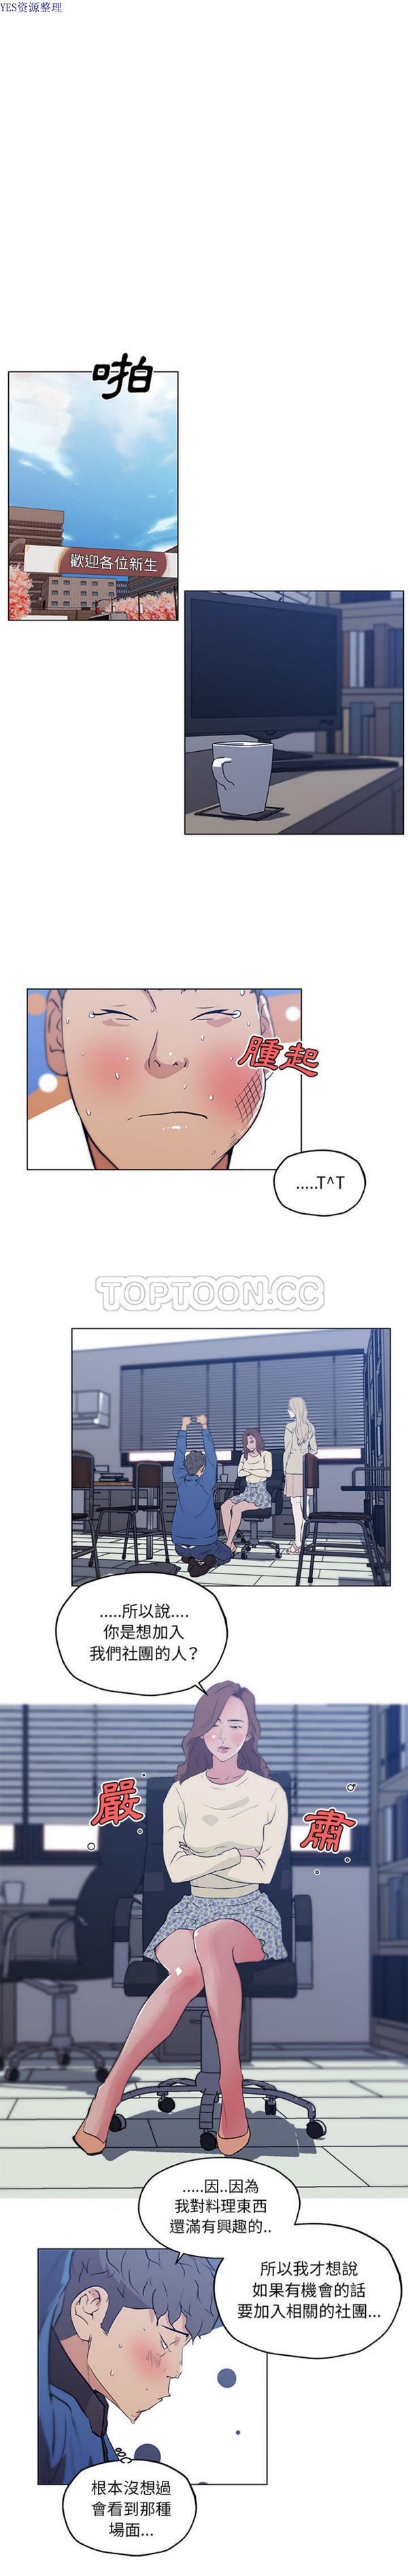 YES资源整理
啪
歡迎各位新生
腫起
.....T^T
TOPTOON.CC
.....所以說....
你是想加入
我們社團的人？
嚴
肅
.....因..因為
我對料理東西
還滿有興趣的..
所以我才想說
如果有機會的話
要加入相關的社團...
根本沒想過
會看到那種
場面...